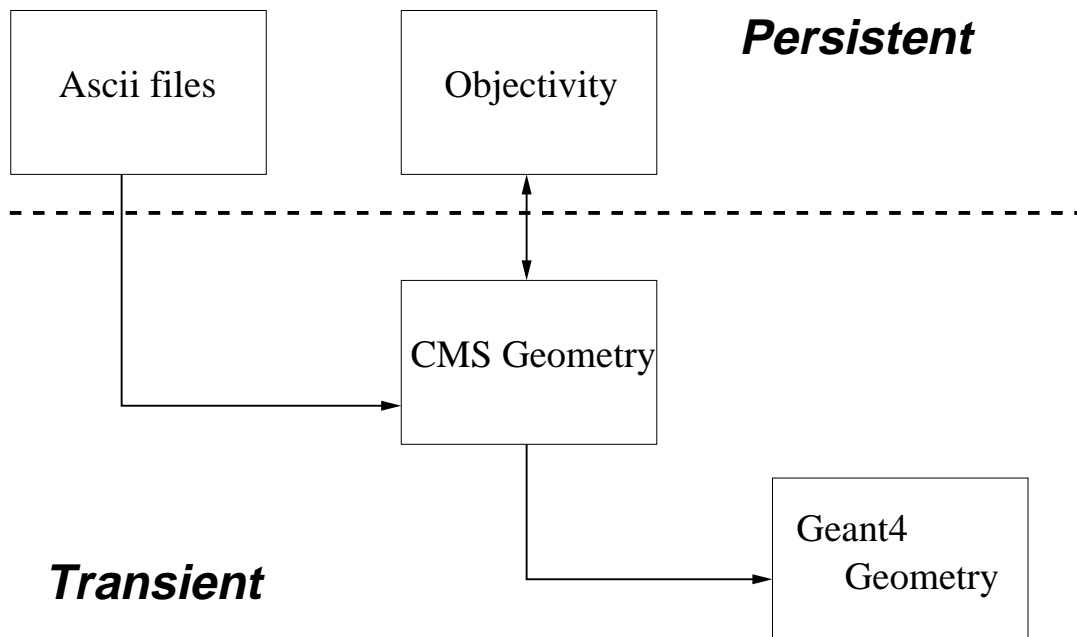 Persistent
Ascii files
Objectivity
CMS Geometry
Geant4
Geometry
Transient